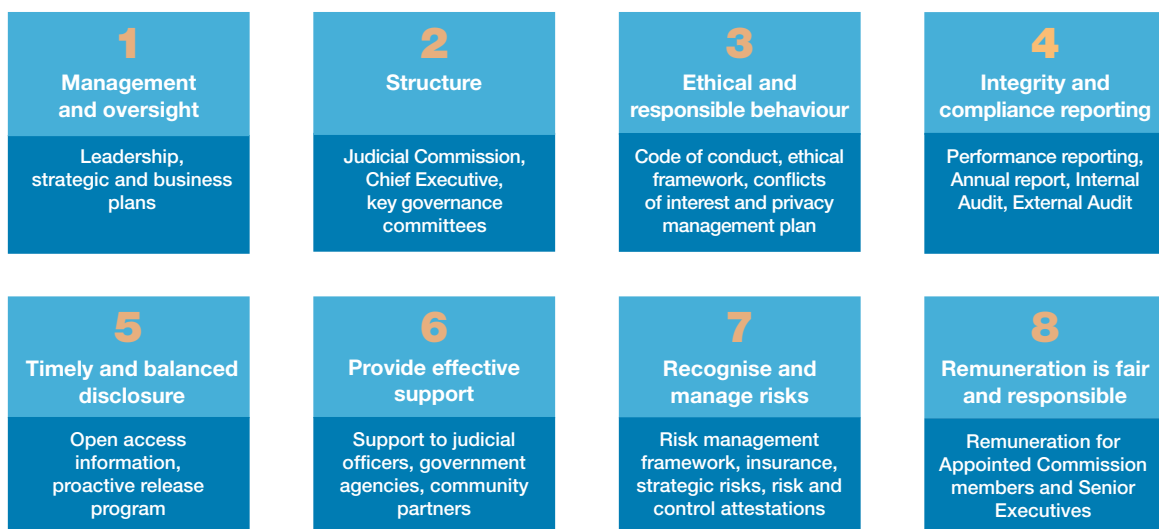 1
Management
and oversight
Leadership,
strategic and business
plans
2
Structure
Judicial Commission,
Chief Executive,
key governance
committees
3
Ethical and
responsible behaviour
Code of conduct, ethical
framework, conflicts
of interest and privacy
management plan
4
Integrity and
compliance reporting
Performance reporting,
Annual report, Internal
Audit, External Audit
5
Timely and balanced
disclosure
Open access
information,
proactive release
program
6
Provide effective
support
Support to judicial
officers, government
agencies, community
partners
7
Recognise and
manage risks
Risk management
framework, insurance,
strategic risks, risk and
control attestations
8
Remuneration is fair
and responsible
Remuneration for
Appointed Commission
members and Senior
Executives